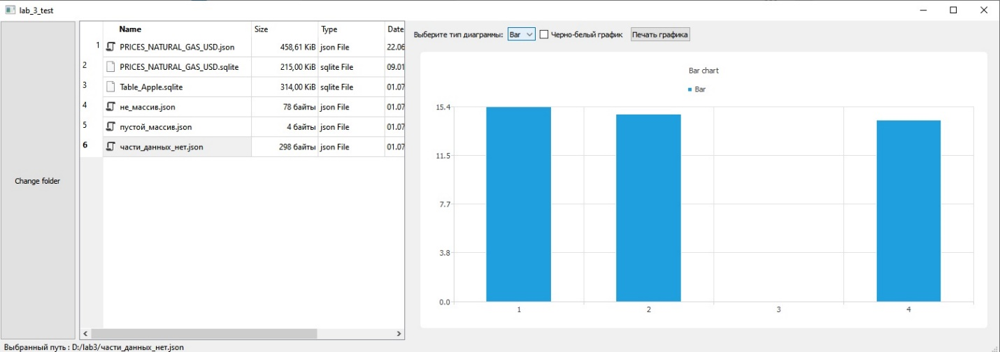 lab_3_test
Name Size Type Date
1 PRICES_NATURAL_GAS_USD.json 458,61 KiB json File 22.06
2 PRICES_NATURAL_GAS_USD.sqlite 215,00 KiB sqlite File 09.01
3 Table_Apple.sqlite 314,00 KiB sqlite File 01.07
4 не_массив.json 78 байты json File 01.07
5 пустой_массив.json 4 байты json File 01.07
6 части_данных_нет.json 298 байты json File 01.07
Change folder
Выберите тип диаграммы: Bar Черно-белый график Печать графика
Bar chart
Bar
15.4
11.5
7.7
3.8
0.0
1 2 3 4
Выбранный путь : D:/lab3/части_данных_нет.json